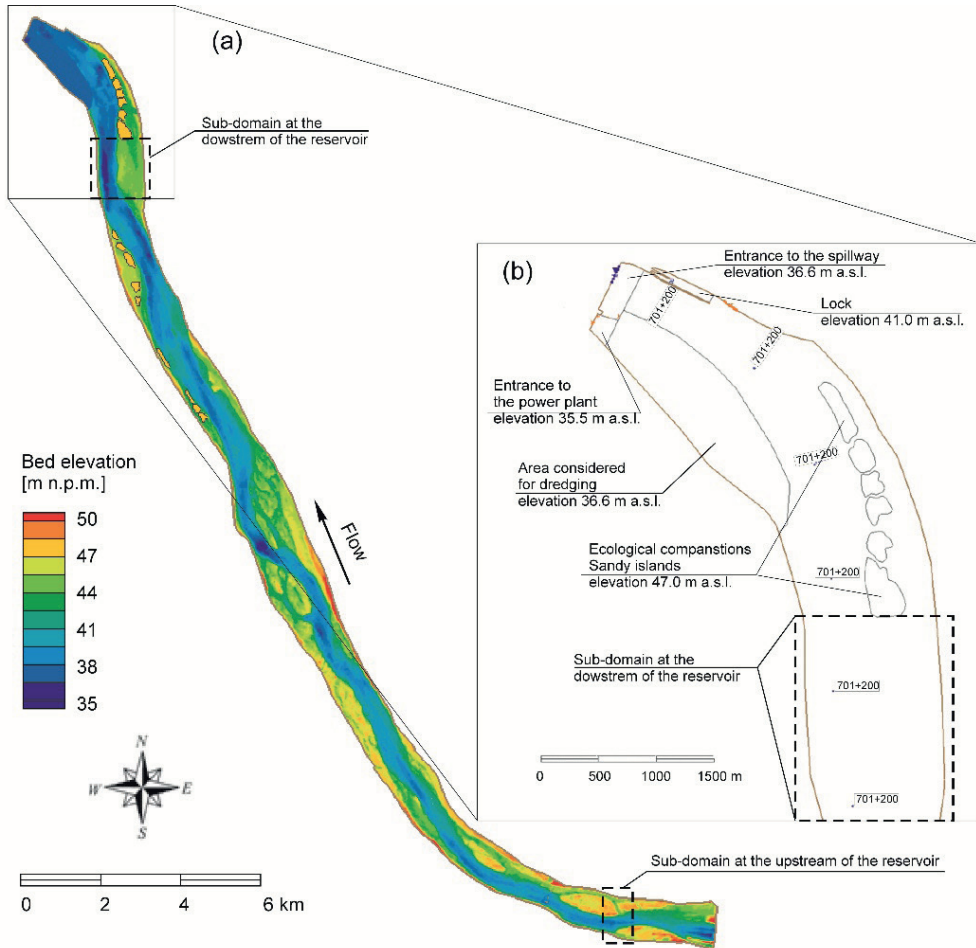 (a)
Sub-domain at the
dowstrem of the reservoir
(b)
Entrance to the spillway
elevation 36.6 m a.s.l.
Lock
elevation 41.0 m a.s.l.
701+200
701+200
Entrance to
the power plant
elevation 35.5 m a.s.l.
701+200
Area considered
for dredging
elevation 36.6 m a.s.l.
Ecological companstions
Sandy islands
elevation 47.0 m a.s.l.
701+200
Sub-domain at the
dowstrem of the reservoir
701+200
0 500 1000 1500 m
701+200
Flow
Bed elevation
[m n.p.m.]
50
47
44
41
38
35
N
W E
S
0 2 4 6 km
Sub-domain at the upstream of the reservoir